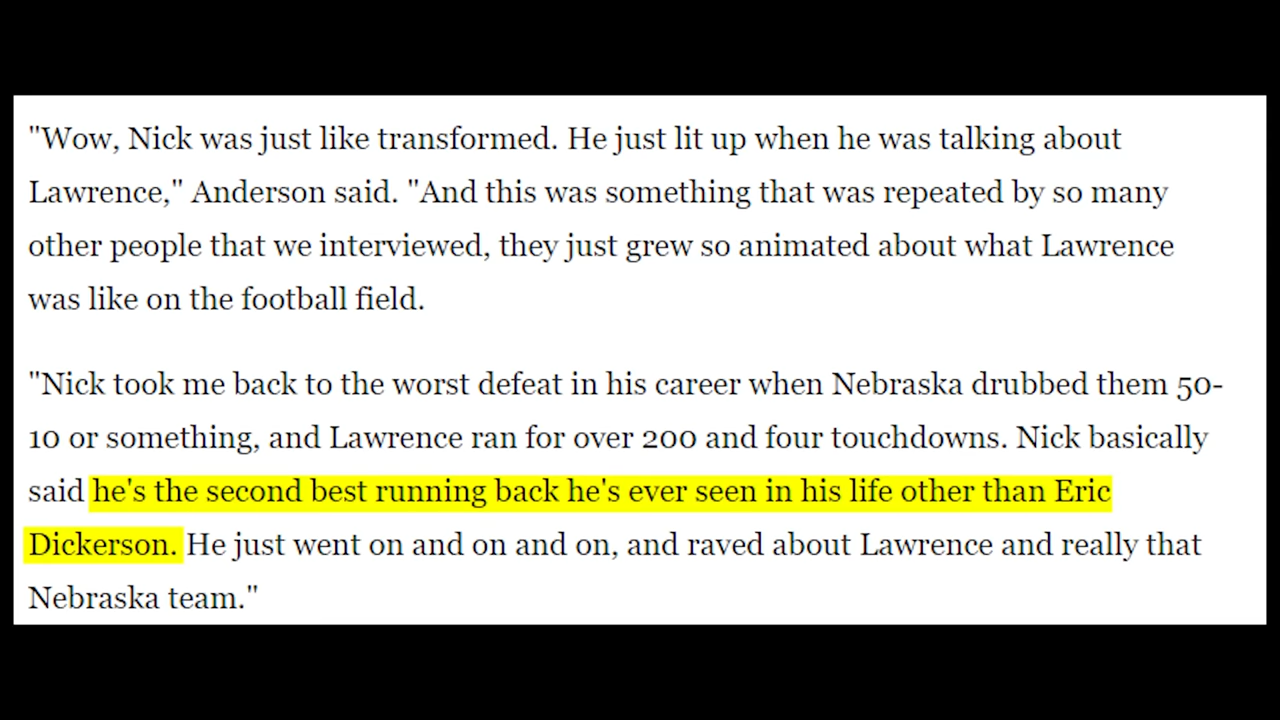 "Wow, Nick was just like transformed. He just lit up when he was talking about
Lawrence," Anderson said. "And this was something that was repeated by so many
other people that we interviewed, they just grew so animated about what Lawrence
was like on the football field.
"Nick took me back to the worst defeat in his career when Nebraska drubbed them 50-
10 or something, and Lawrence ran for over 200 and four touchdowns. Nick basically
said he's the second best running back he's ever seen in his life other than Eric
Dickerson. He just went on and on and on, and raved about Lawrence and really that
Nebraska team."